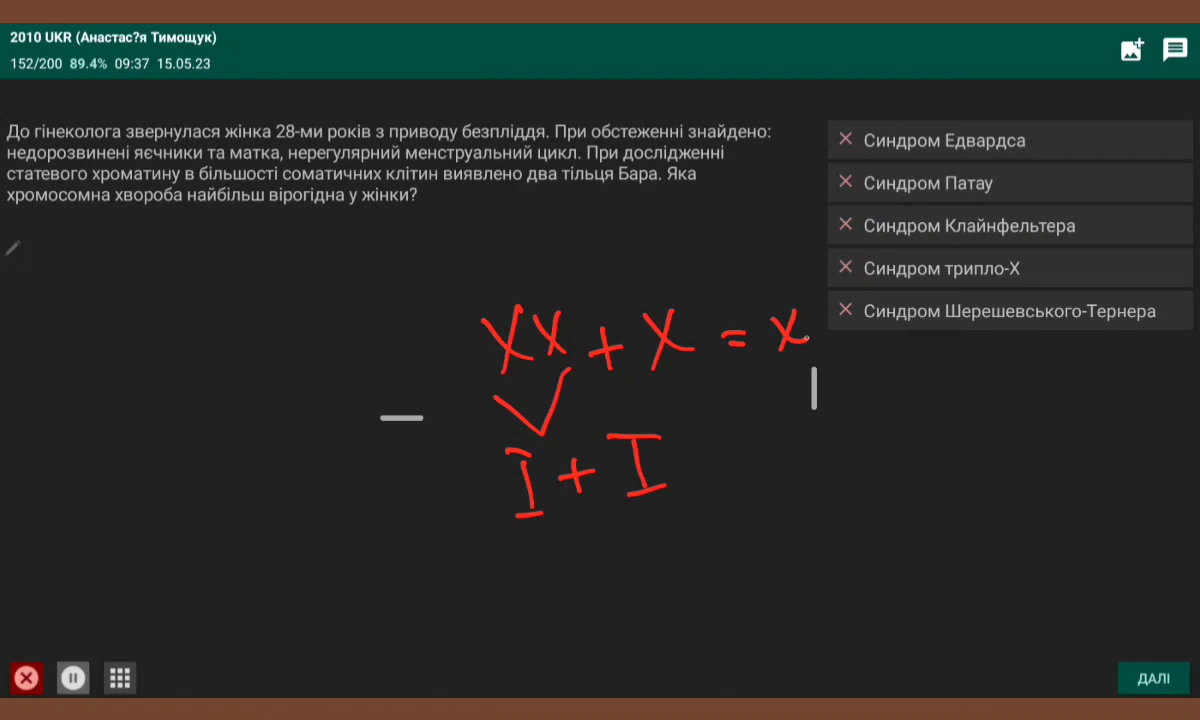 2010 UKR (Анастас?я Тимощук)
152/200 89.4% 09:37 15.05.23
До гінеколога звернулася жінка 28-ми років з приводу безпліддя. При обстеженні знайдено:
недорозвинені яєчники та матка, нерегулярний менструальний цикл. При дослідженні
статевого хроматину в більшості соматичних клітин виявлено два тільця Бара. Яка
хромосомна хвороба найбільш вірогідна у жінки?
Синдром Едвардса
Синдром Патау
Синдром Клайнфельтера
Синдром трипло-Х
Синдром Шерешевського-Тернера
XX + X = X
I + I
ДАЛІ